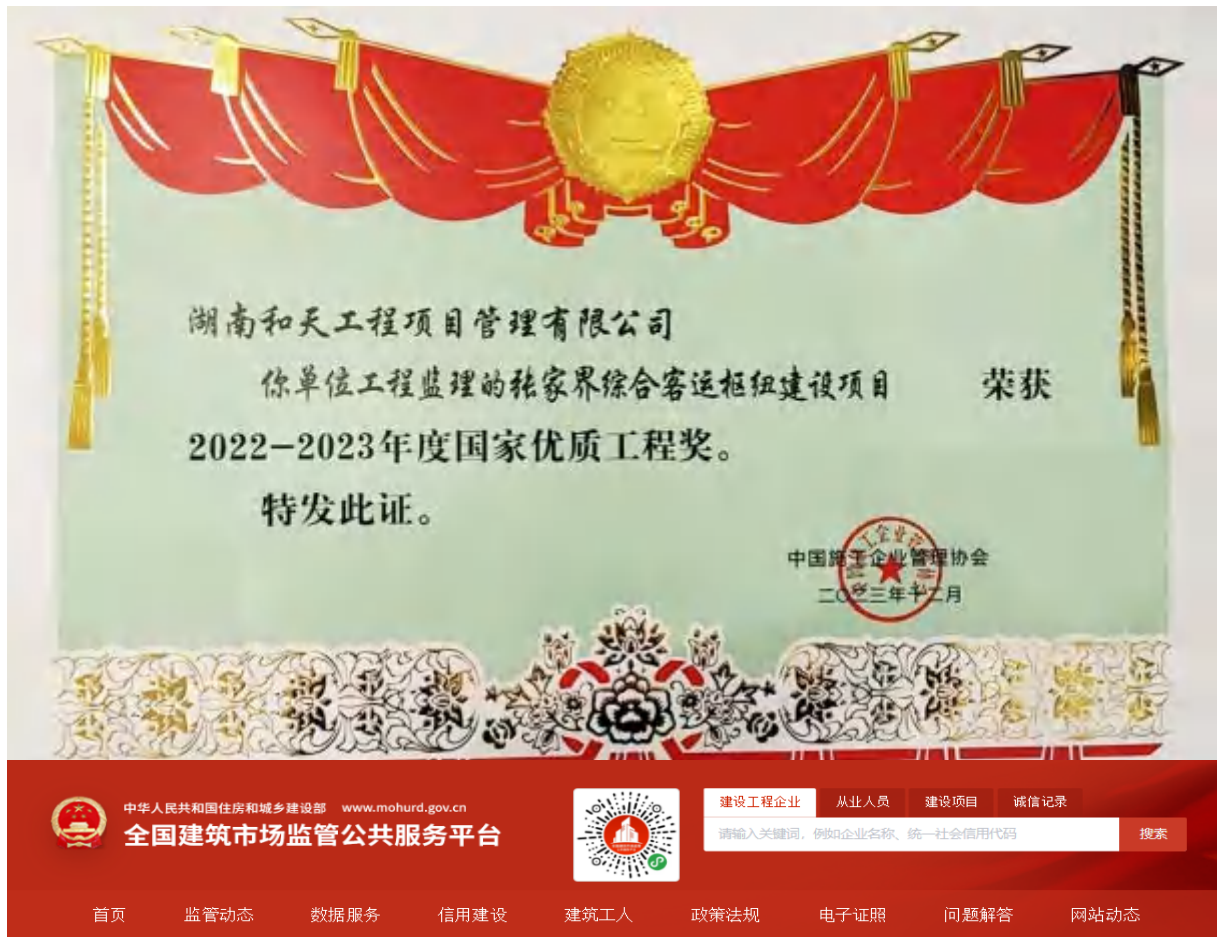 湖南和天工程项目管理有限公司
你单位工程监理的张家界综合客运枢纽建设项目 荣获
2022-2023年度国家优质工程奖。
特发此证。
中国施工企业管理协会
二〇二三年十二月
中华人民共和国住房和城乡建设部 www.mohurd.gov.cn
全国建筑市场监管公共服务平台
建设工程企业 从业人员 建设项目 诚信记录
请输入关键词，例如企业名称、统一社会信用代码 搜索
首页 监管动态 数据服务 信用建设 建筑工人 政策法规 电子证照 问题解答 网站动态